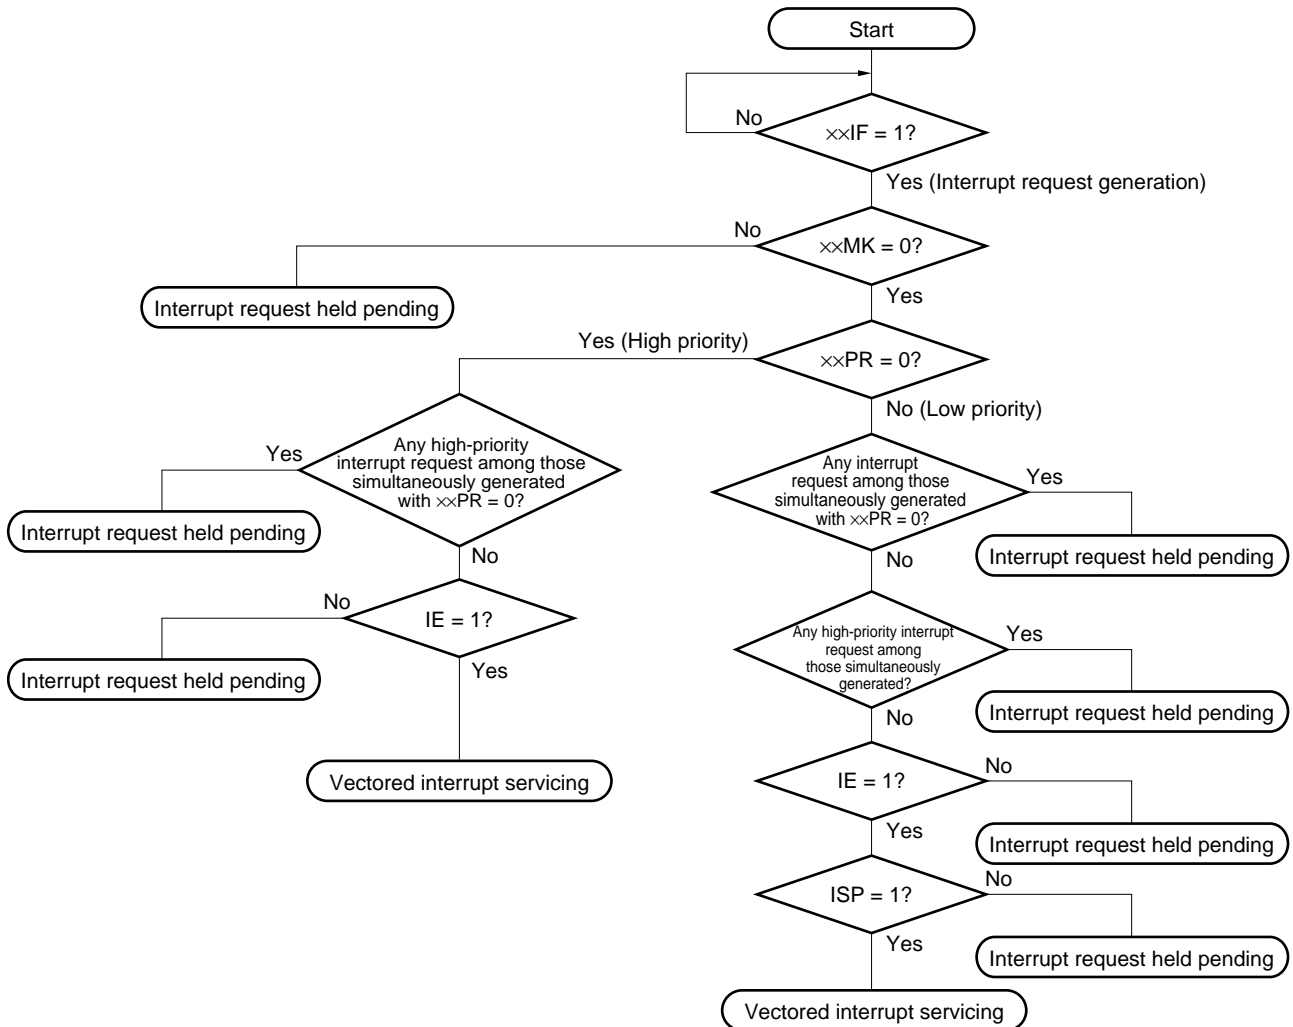 Start
No
××IF = 1?
Yes (Interrupt request generation)
No
××MK = 0?
Interrupt request held pending
Yes
Yes (High priority)
××PR = 0?
No (Low priority)
Yes
Any high-priority
interrupt request among those
simultaneously generated
with ××PR = 0?
Any interrupt
request among those
simultaneously generated
with ××PR = 0?
Yes
Interrupt request held pending
No
Interrupt request held pending
No
No
IE = 1?
Yes
Any high-priority interrupt
request among
those simultaneously
generated?
Yes
Interrupt request held pending
Interrupt request held pending
No
Vectored interrupt servicing
IE = 1?
No
Yes
Interrupt request held pending
ISP = 1?
No
Yes
Interrupt request held pending
Vectored interrupt servicing